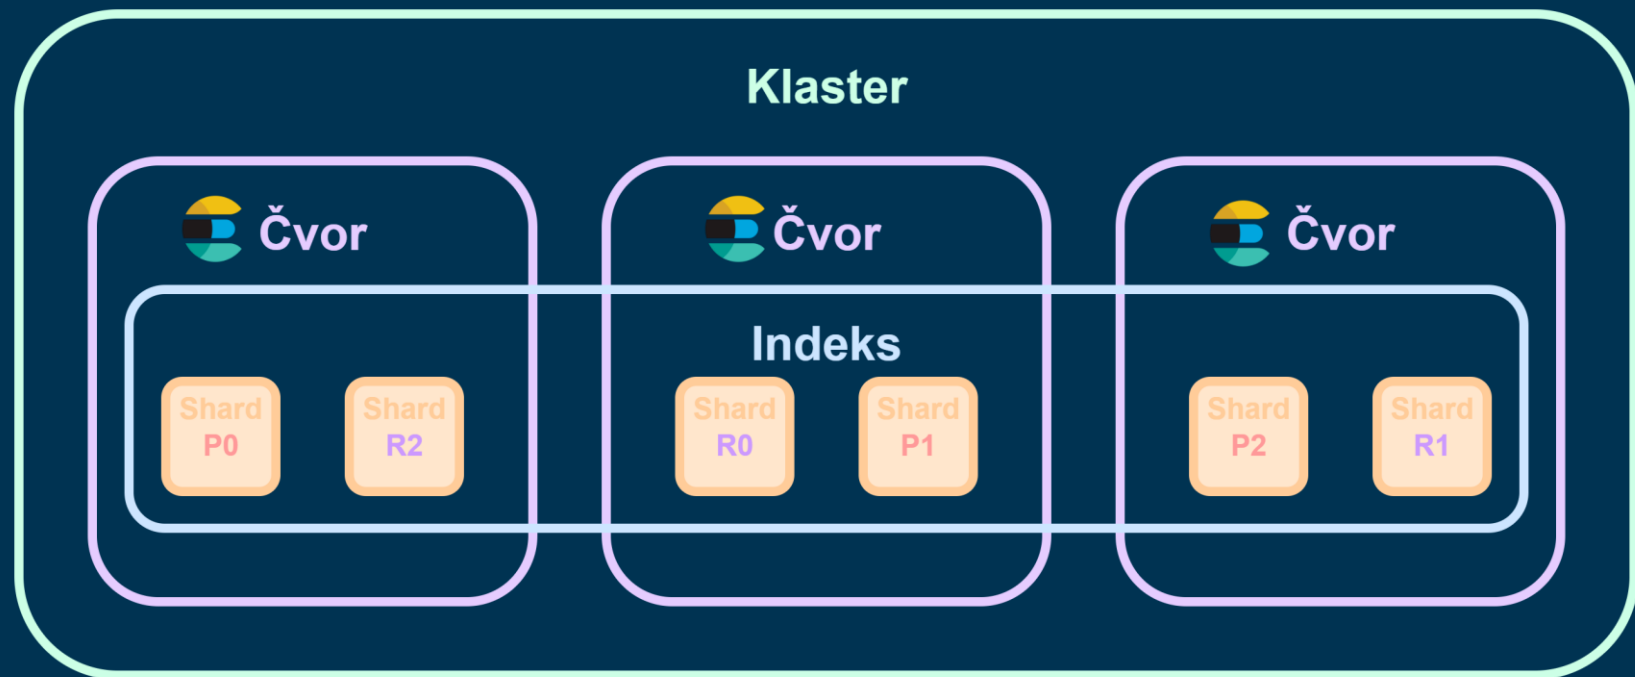 Klaster
Čvor
Čvor
Čvor
Indeks
Shard
P0
Shard
R2
Shard
R0
Shard
P1
Shard
P2
Shard
R1